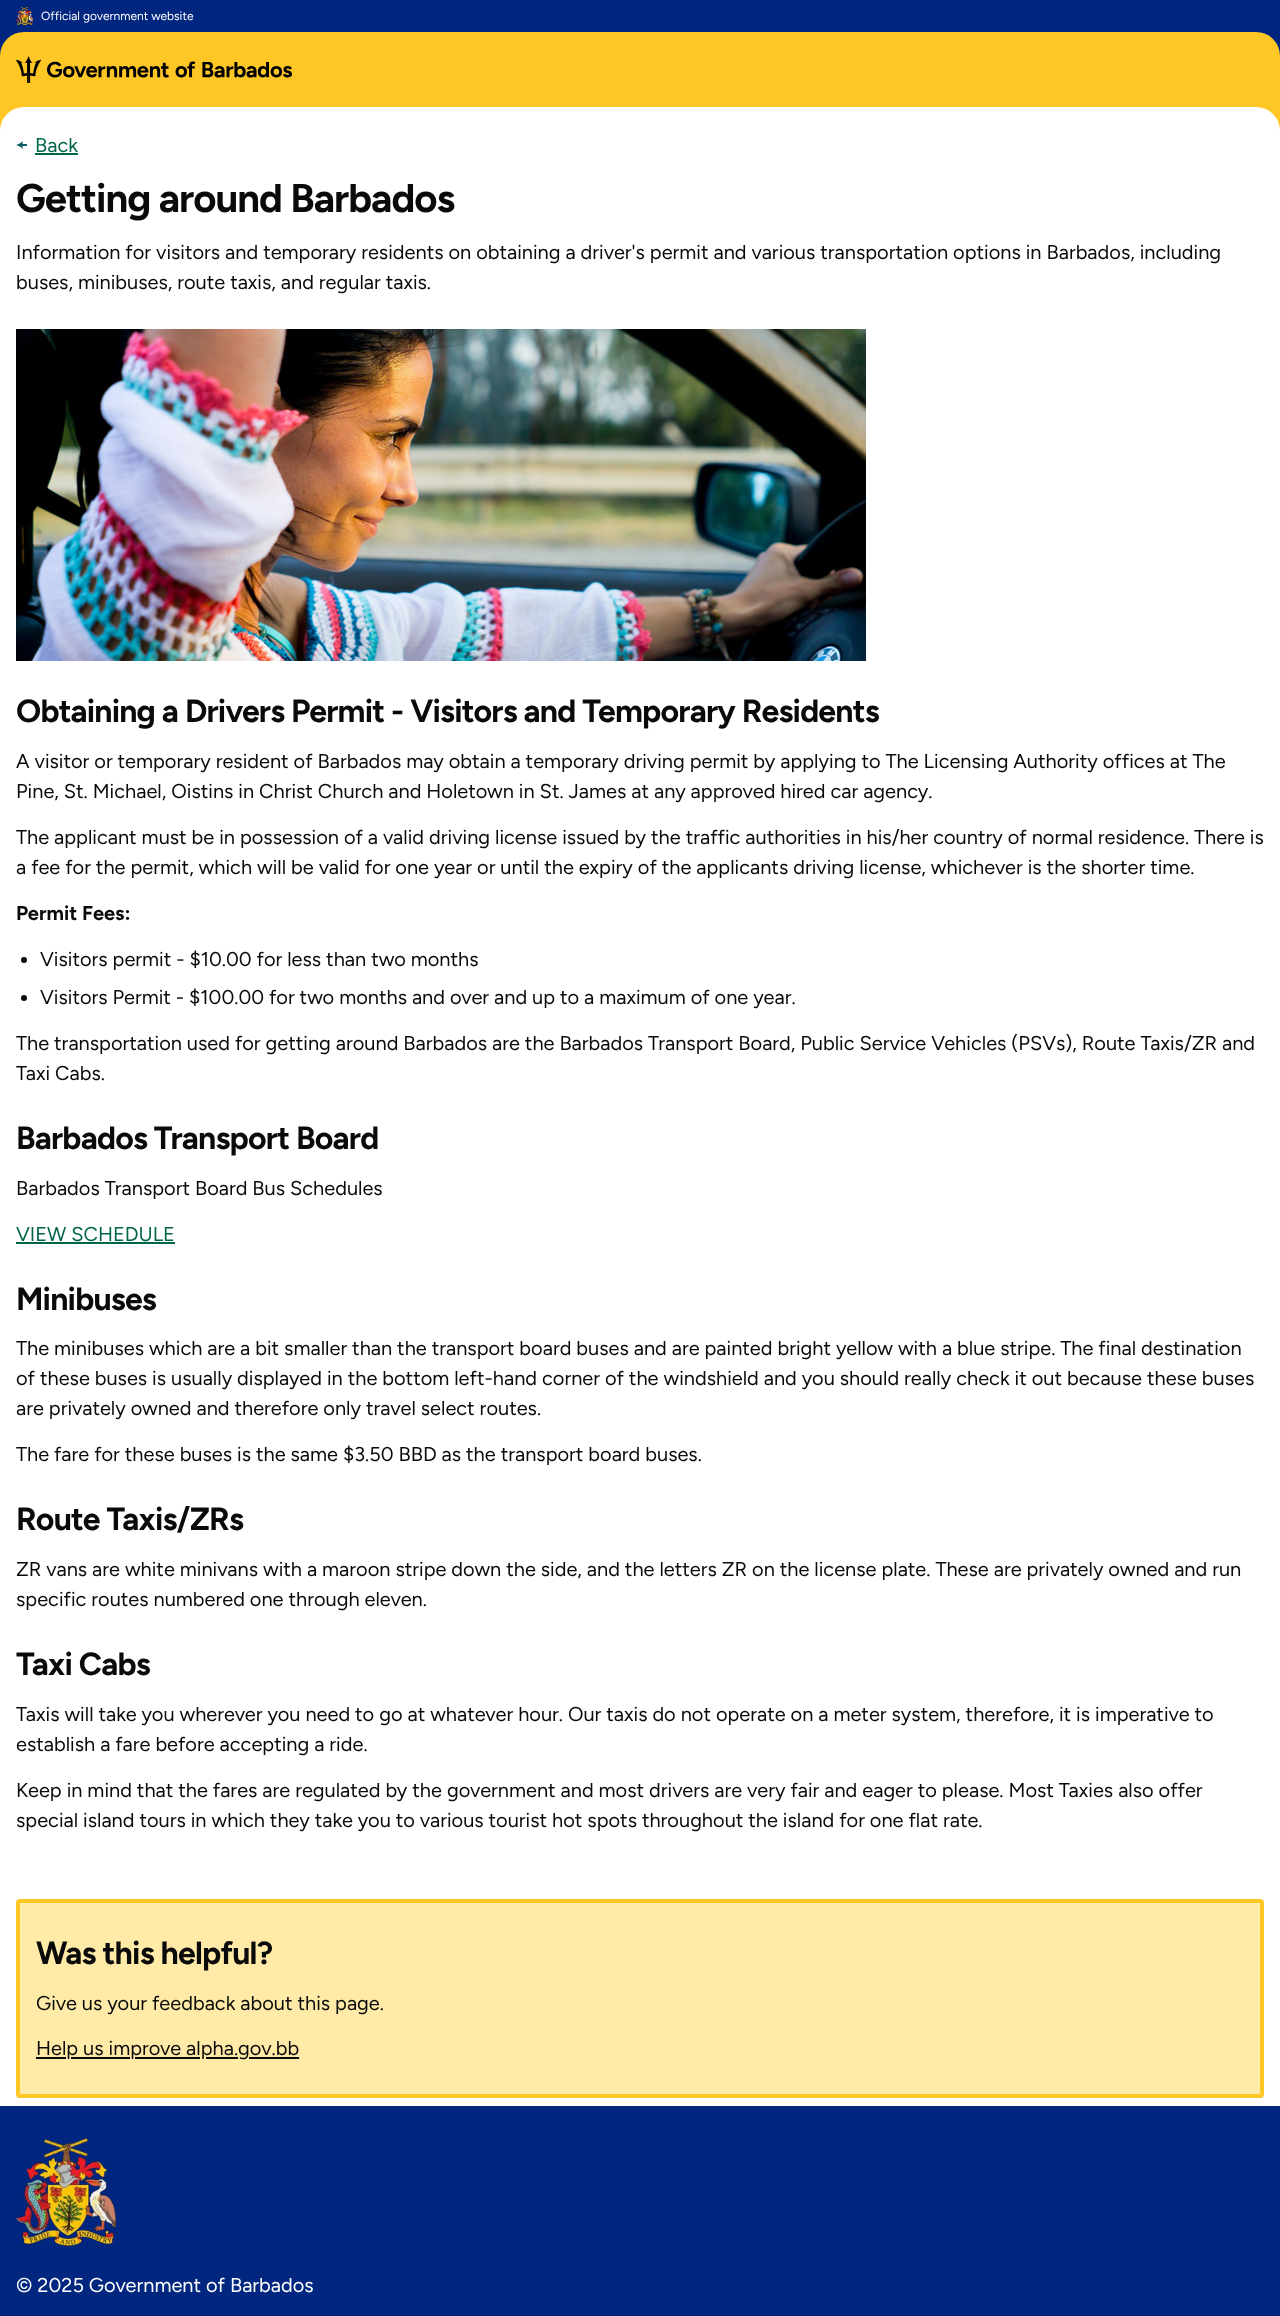 Official government website
Government of Barbados
← Back
Getting around Barbados
Information for visitors and temporary residents on obtaining a driver's permit and various transportation options in Barbados, including
buses, minibuses, route taxis, and regular taxis.
Obtaining a Drivers Permit - Visitors and Temporary Residents
A visitor or temporary resident of Barbados may obtain a temporary driving permit by applying to The Licensing Authority offices at The
Pine, St. Michael, Oistins in Christ Church and Holetown in St. James at any approved hired car agency.
The applicant must be in possession of a valid driving license issued by the traffic authorities in his/her country of normal residence. There is
a fee for the permit, which will be valid for one year or until the expiry of the applicants driving license, whichever is the shorter time.
Permit Fees:
• Visitors permit - $10.00 for less than two months
• Visitors Permit - $100.00 for two months and over and up to a maximum of one year.
The transportation used for getting around Barbados are the Barbados Transport Board, Public Service Vehicles (PSVs), Route Taxis/ZR and
Taxi Cabs.
Barbados Transport Board
Barbados Transport Board Bus Schedules
VIEW SCHEDULE
Minibuses
The minibuses which are a bit smaller than the transport board buses and are painted bright yellow with a blue stripe. The final destination
of these buses is usually displayed in the bottom left-hand corner of the windshield and you should really check it out because these buses
are privately owned and therefore only travel select routes.
The fare for these buses is the same $3.50 BBD as the transport board buses.
Route Taxis/ZRs
ZR vans are white minivans with a maroon stripe down the side, and the letters ZR on the license plate. These are privately owned and run
specific routes numbered one through eleven.
Taxi Cabs
Taxis will take you wherever you need to go at whatever hour. Our taxis do not operate on a meter system, therefore, it is imperative to
establish a fare before accepting a ride.
Keep in mind that the fares are regulated by the government and most drivers are very fair and eager to please. Most Taxies also offer
special island tours in which they take you to various tourist hot spots throughout the island for one flat rate.
Was this helpful?
Give us your feedback about this page.
Help us improve alpha.gov.bb
PRIDE AND INDUSTRY
© 2025 Government of Barbados